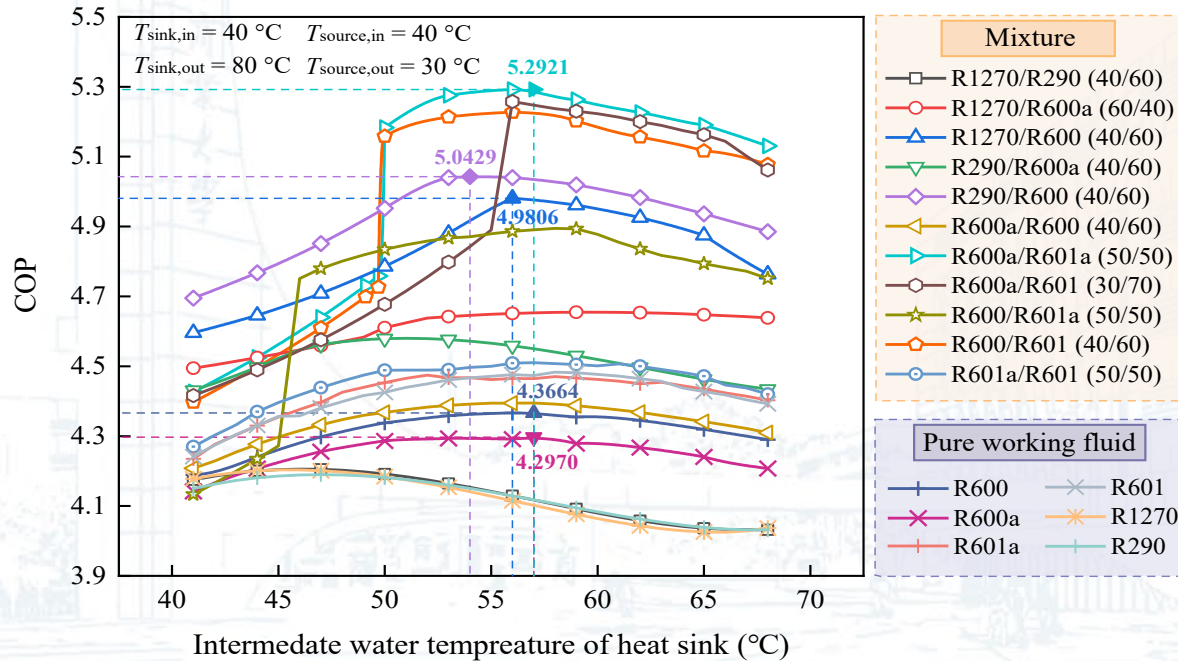 5.5
5.3
5.1
4.9
4.7
4.5
4.3
4.1
3.9
COP
T sink,in = 40 °C T source,in = 40 °C
T sink,out = 80 °C T source,out = 30 °C
5.2921
5.0429
4.9806
4.3664
4.2970
40 45 50 55 60 65 70
Intermedate water tempreature of heat sink (°C)
Mixture
R1270/R290 (40/60)
R1270/R600a (60/40)
R1270/R600 (40/60)
R290/R600a (40/60)
R290/R600 (40/60)
R600a/R600 (40/60)
R600a/R601a (50/50)
R600a/R601 (30/70)
R600/R601a (50/50)
R600/R601 (40/60)
R601a/R601 (50/50)
Pure working fluid
R600 R601
R600a R1270
R601a R290